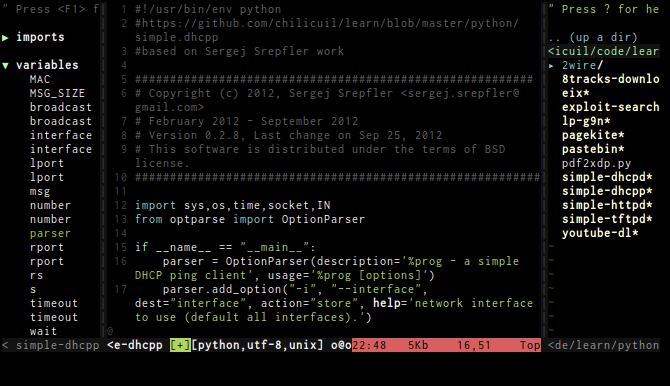 " Press <F1> f
▶ imports
▼ variables
MAC
MSG_SIZE
broadcast
broadcast
interface
interface
lport
lport
msg
number
number
parser
rport
rport
rs
s
timeout
timeout
wait
< simple-dhcpp
1 #!/usr/bin/env python
2 #https://github.com/chilicuil/learn/blob/master/python/
simple.dhcpp
3 #based on Sergej Srepfler work
4
5 ########################################################
6 # Copyright (c) 2012, Sergej Srepfler <sergej.srepfler@
gmail.com>
7 # February 2012 - September 2012
8 # Version 0.2.8, Last change on Sep 25, 2012
9 # This software is distributed under the terms of BSD
license.
10 #########################################################
11
12 import sys,os,time,socket,IN
13 from optparse import OptionParser
14
15 if __name__ == "__main__":
16     parser = OptionParser(description='%prog - a simple
DHCP ping client', usage='%prog [options]')
17     parser.add_option("-i", "--interface",
dest="interface", action="store", help='network interface
to use (default all interfaces).')
@
<e-dhcpp [+][python,utf-8,unix] o@o 22:48 5Kb 16,51 Top
" Press ? for he
.. (up a dir)
<icuil/code/lear
▸ 2wire/
8tracks-downlo
eix*
exploit-search
lp-g9n*
pagekite*
pastebin*
pdf2xdp.py
simple-dhcpd*
simple-dhcpp*
simple-httpd*
simple-tftpd*
youtube-dl*
~
~
~
~
~
~
~
<de/learn/python